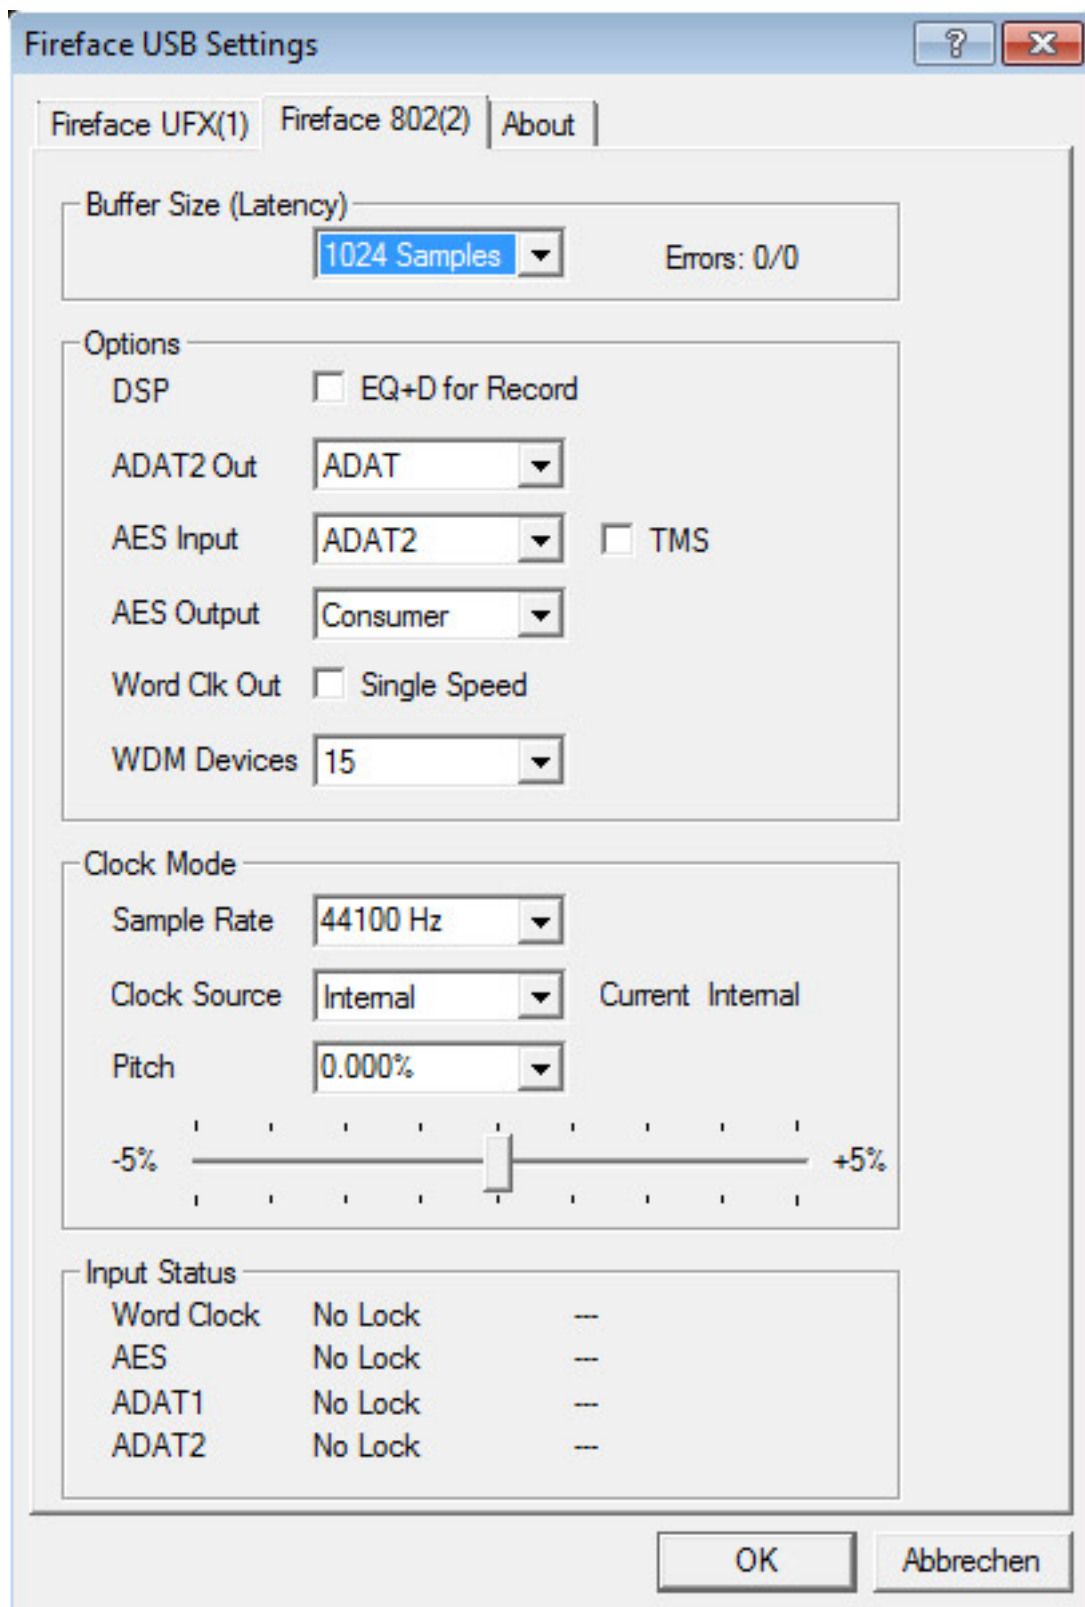 Fireface USB Settings ?
Fireface UFX(1) Fireface 802(2) About
Buffer Size (Latency)
1024 Samples Errors: 0/0
Options
DSP EQ+D for Record
ADAT2 Out ADAT
AES Input ADAT2 TMS
AES Output Consumer
Word Clk Out Single Speed
WDM Devices 15
Clock Mode
Sample Rate 44100 Hz
Clock Source Internal Current Internal
Pitch 0.000%
-5% +5%
Input Status
Word Clock No Lock ---
AES No Lock ---
ADAT1 No Lock ---
ADAT2 No Lock ---
OK Abbrechen